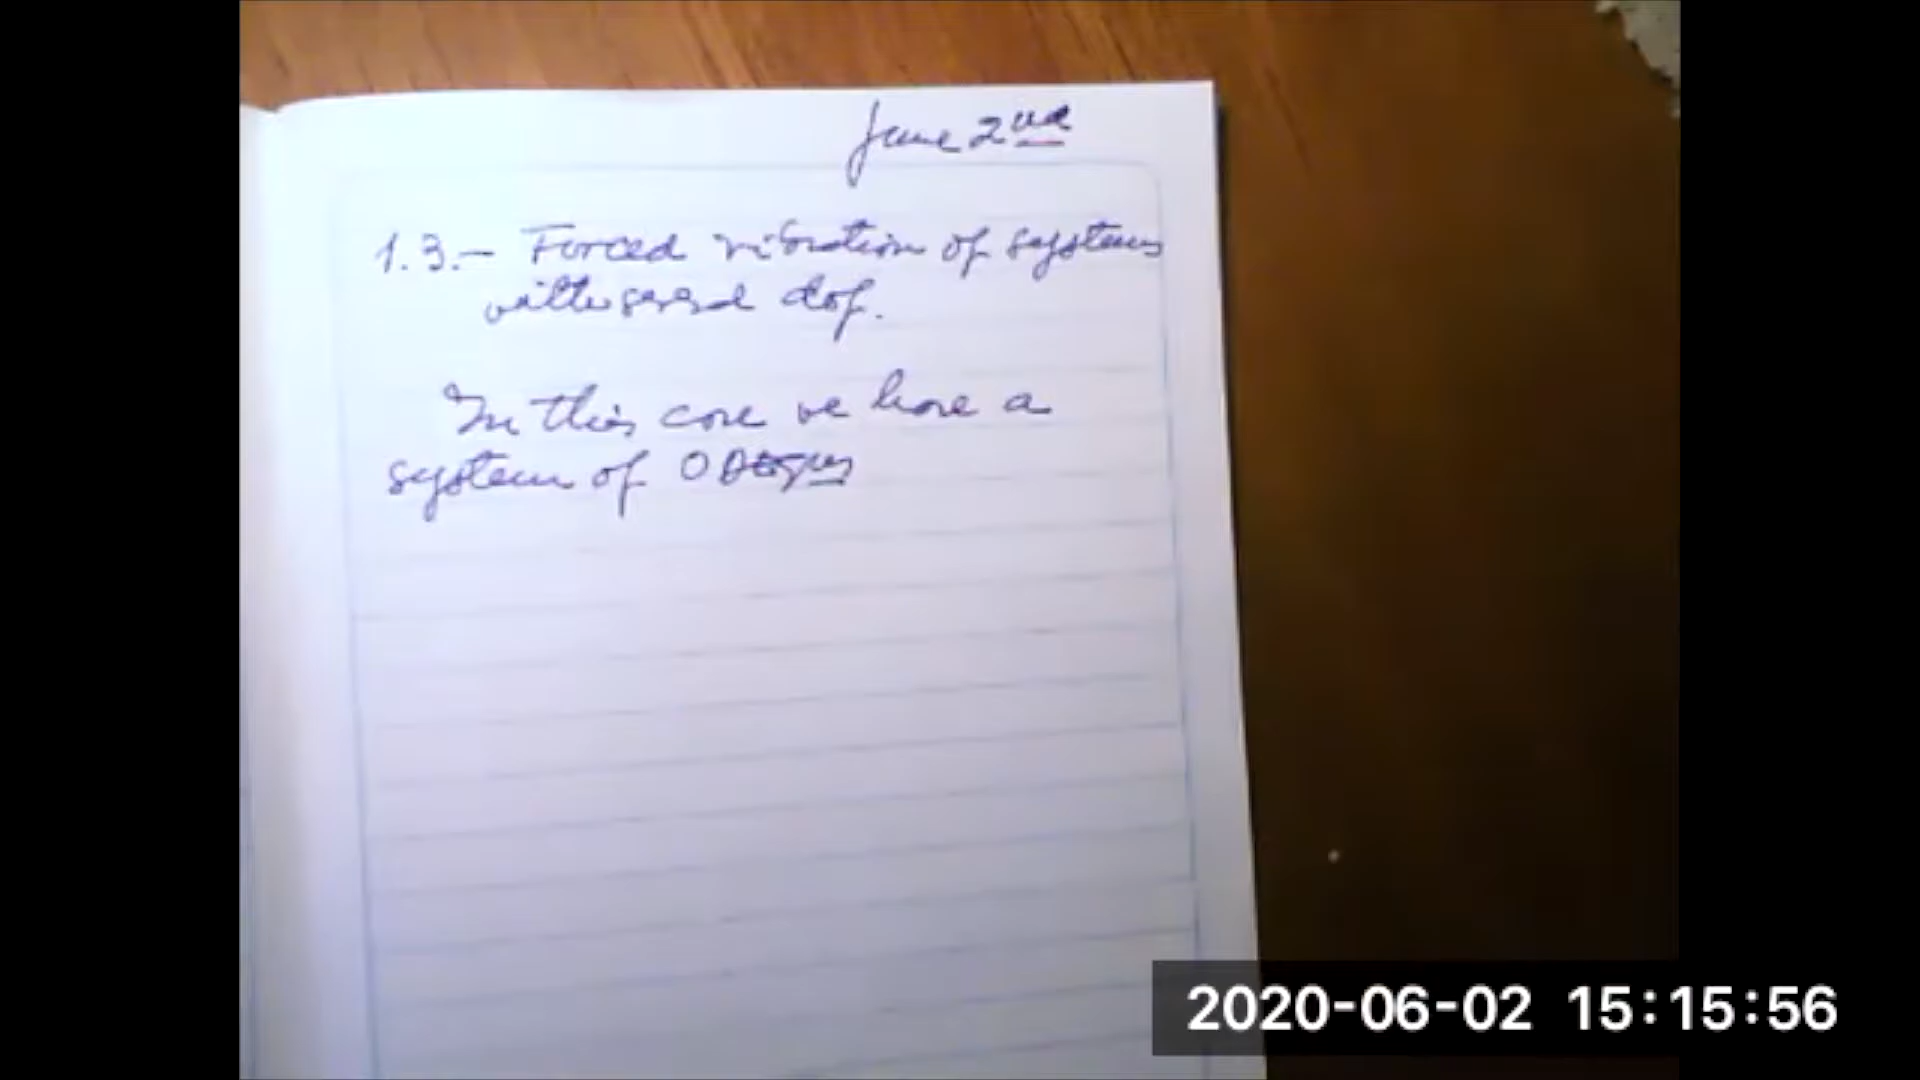 June 2nd
1.3.- Forced vibration of systems
with several dof.
In this case we have a
system of
2020-06-02 15:15:56